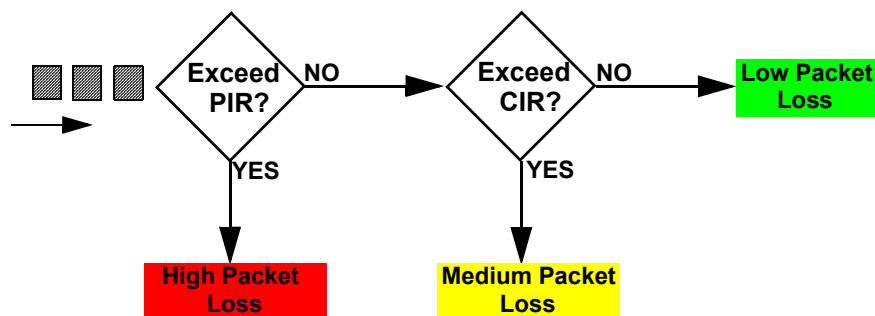 Exceed
PIR?
NO
Exceed
CIR?
NO
Low Packet
Loss
YES
YES
High Packet
Loss
Medium Packet
Loss